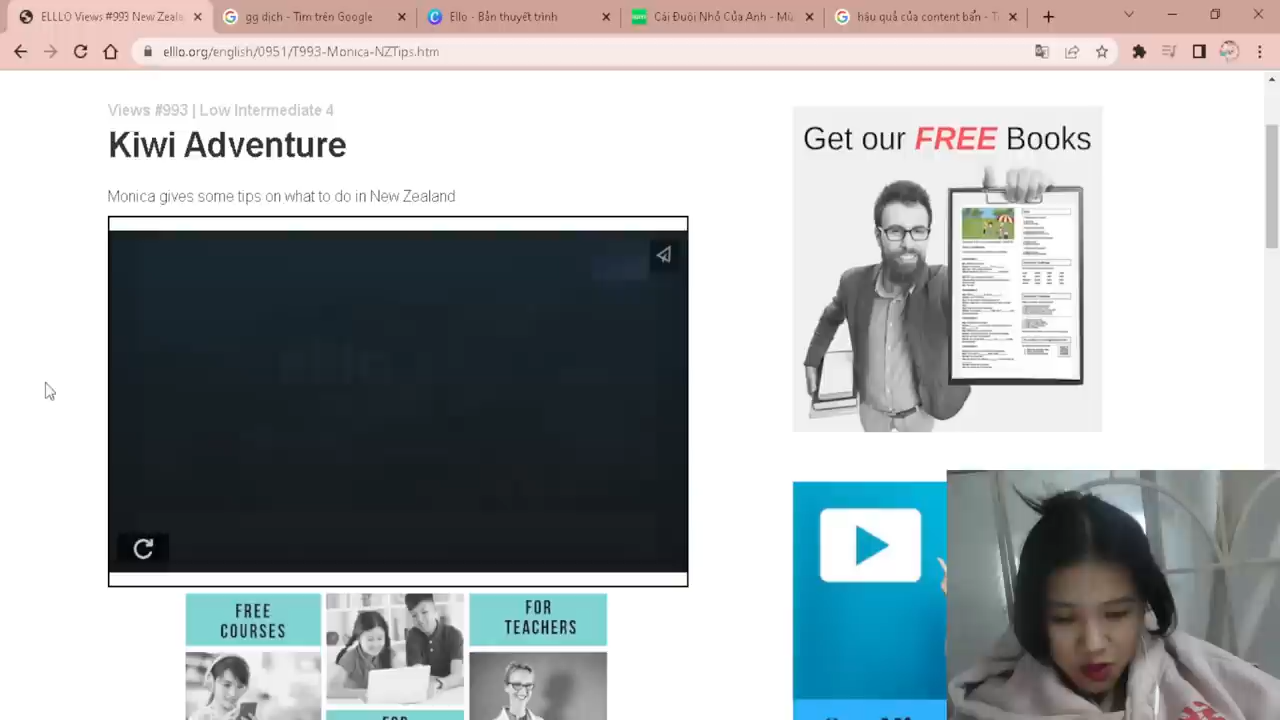 ELLLO Views #993 New Zeala
gg dịch - Tìm trên Google
Ello - Bản thuyết trình
Cái Đuôi Nhỏ Của Anh - Mũ
hậu quả của content bẩn - T
elllo.org/english/0951/T993-Monica-NZTips.htm
Views #993 | Low Intermediate 4
Kiwi Adventure
Monica gives some tips on what to do in New Zealand
Get our FREE Books
FREE
COURSES
FOR
TEACHERS
FOR